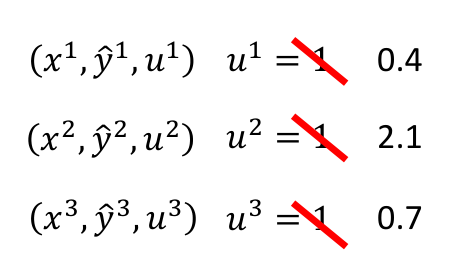 (x¹, ŷ¹, u¹) u¹ = 1 0.4
(x², ŷ², u²) u² = 1 2.1
(x³, ŷ³, u³) u³ = 1 0.7